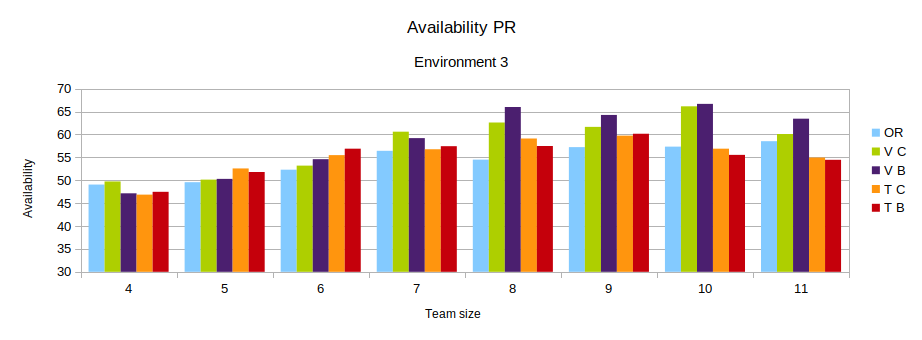 Availability PR
Environment 3
Availability
70
65
60
55
50
45
40
35
30
4 5 6 7 8 9 10 11
Team size
OR
V C
V B
T C
T B